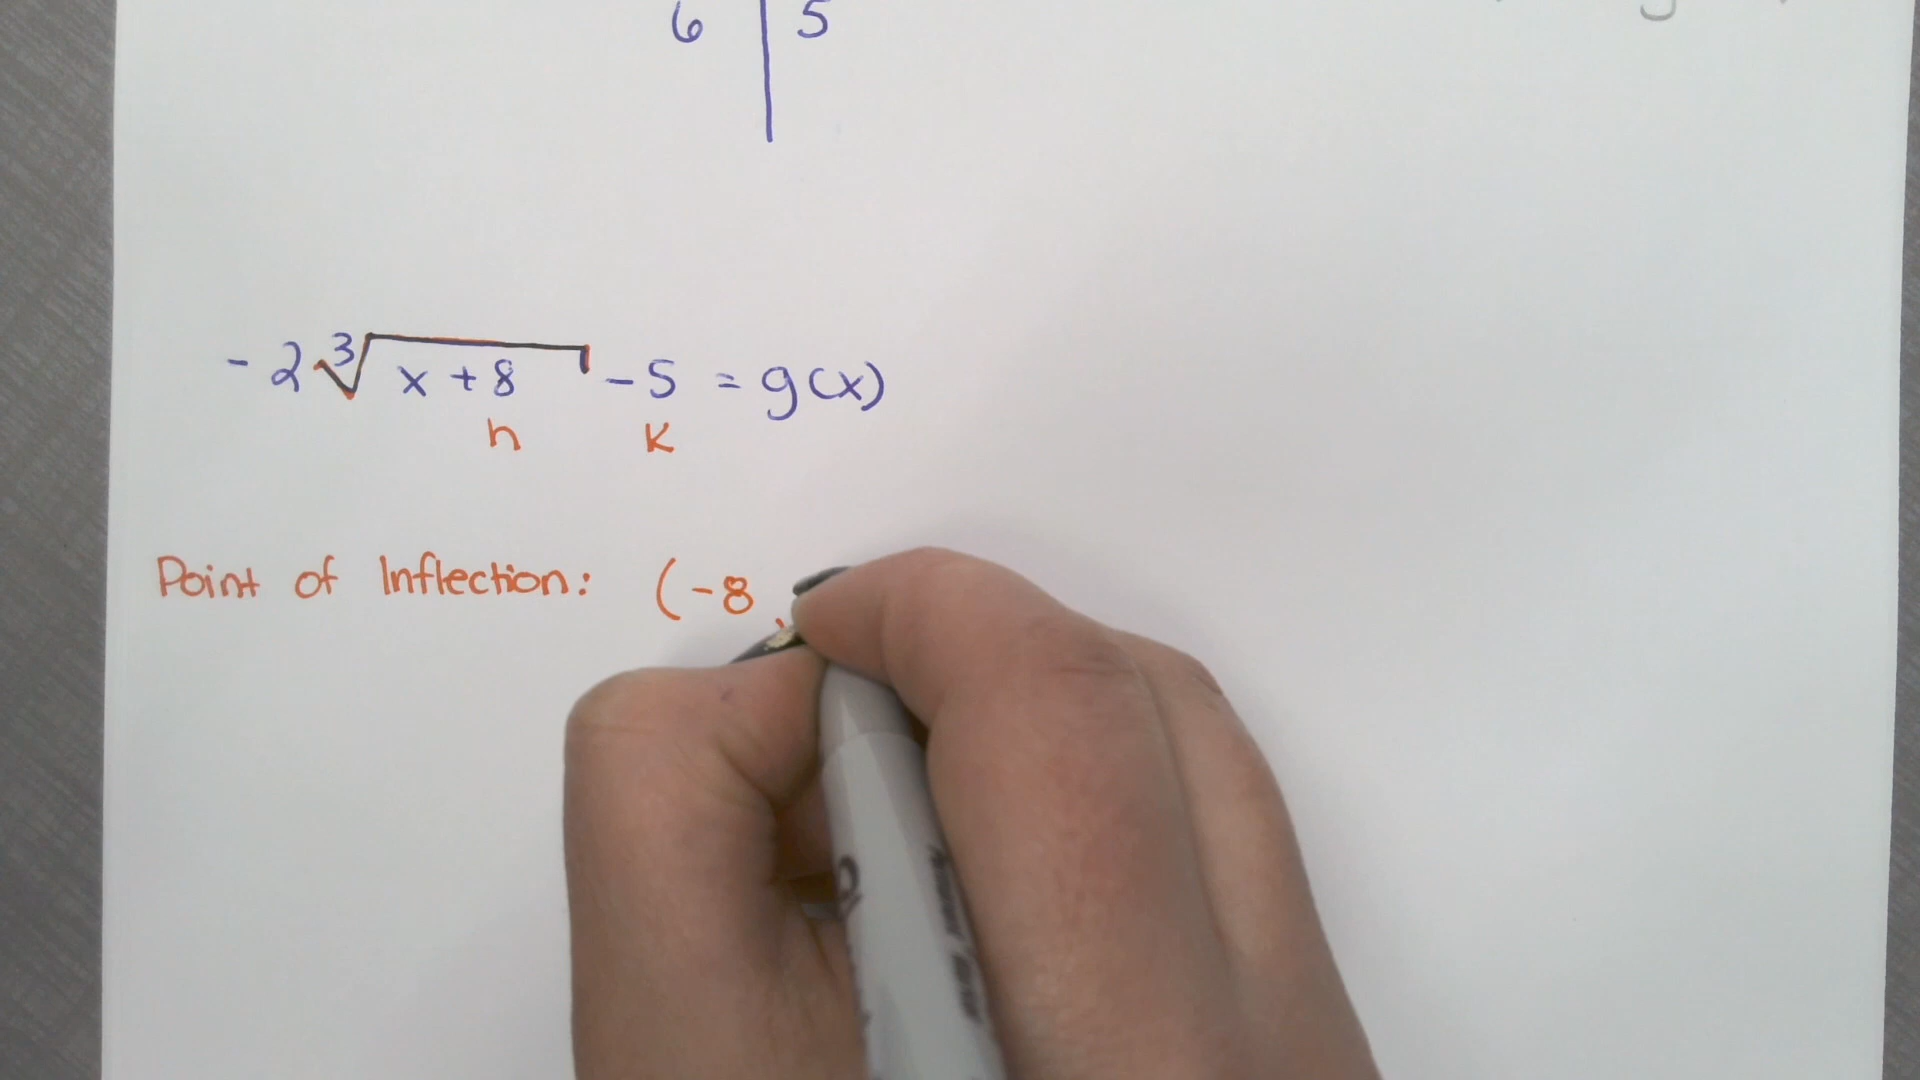 6 | 5
-2∛(x+8) -5 = g(x)
h K
Point of Inflection: (-8,